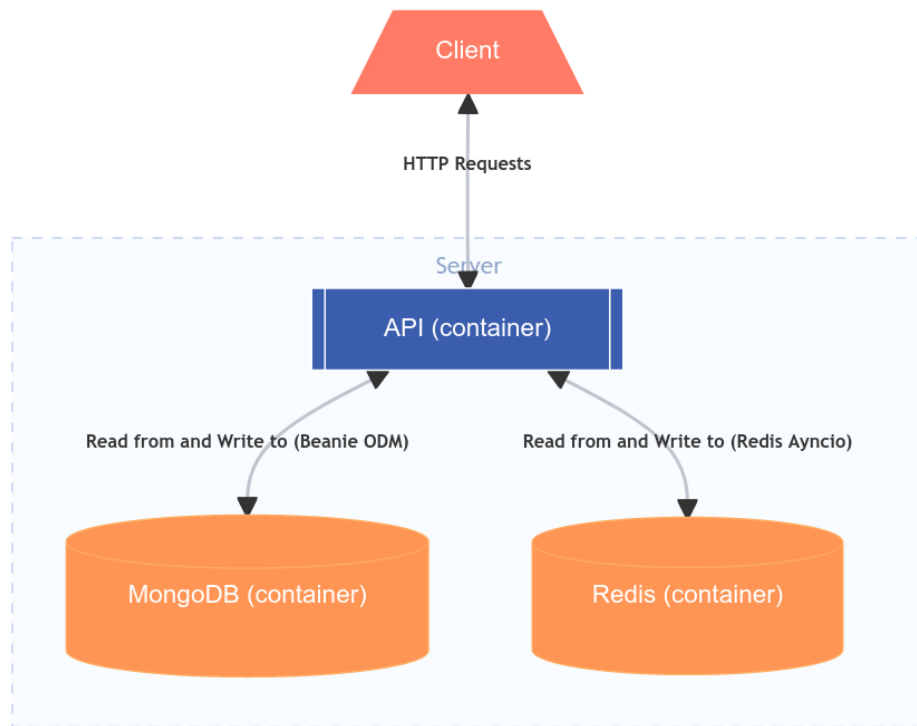 Client
HTTP Requests
Server
API (container)
Read from and Write to (Beanie ODM)
Read from and Write to (Redis Ayncio)
MongoDB (container)
Redis (container)